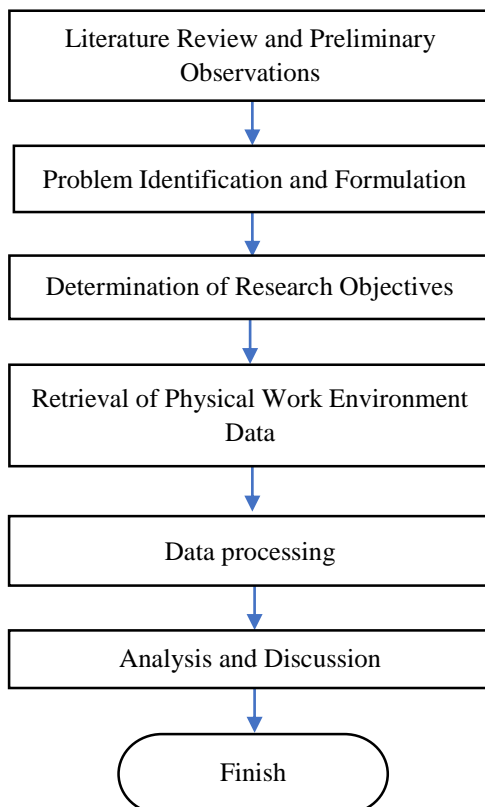 Literature Review and Preliminary
Observations
Problem Identification and Formulation
Determination of Research Objectives
Retrieval of Physical Work Environment
Data
Data processing
Analysis and Discussion
Finish